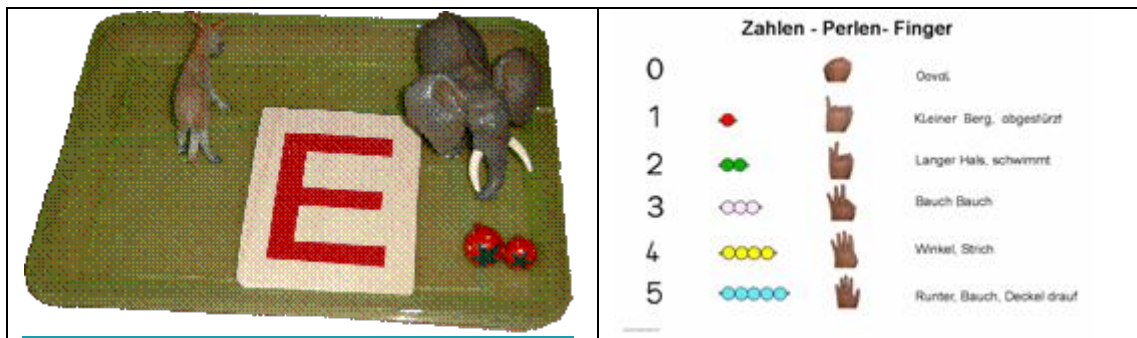 E
Zahlen - Perlen- Finger
0 Ooval,
1 KLeiner Berg, abgestürzt
2 Langer Hals, schwimmt
3 Bauch Bauch
4 Winkel, Strich
5 Runter, Bauch, Deckel drauf